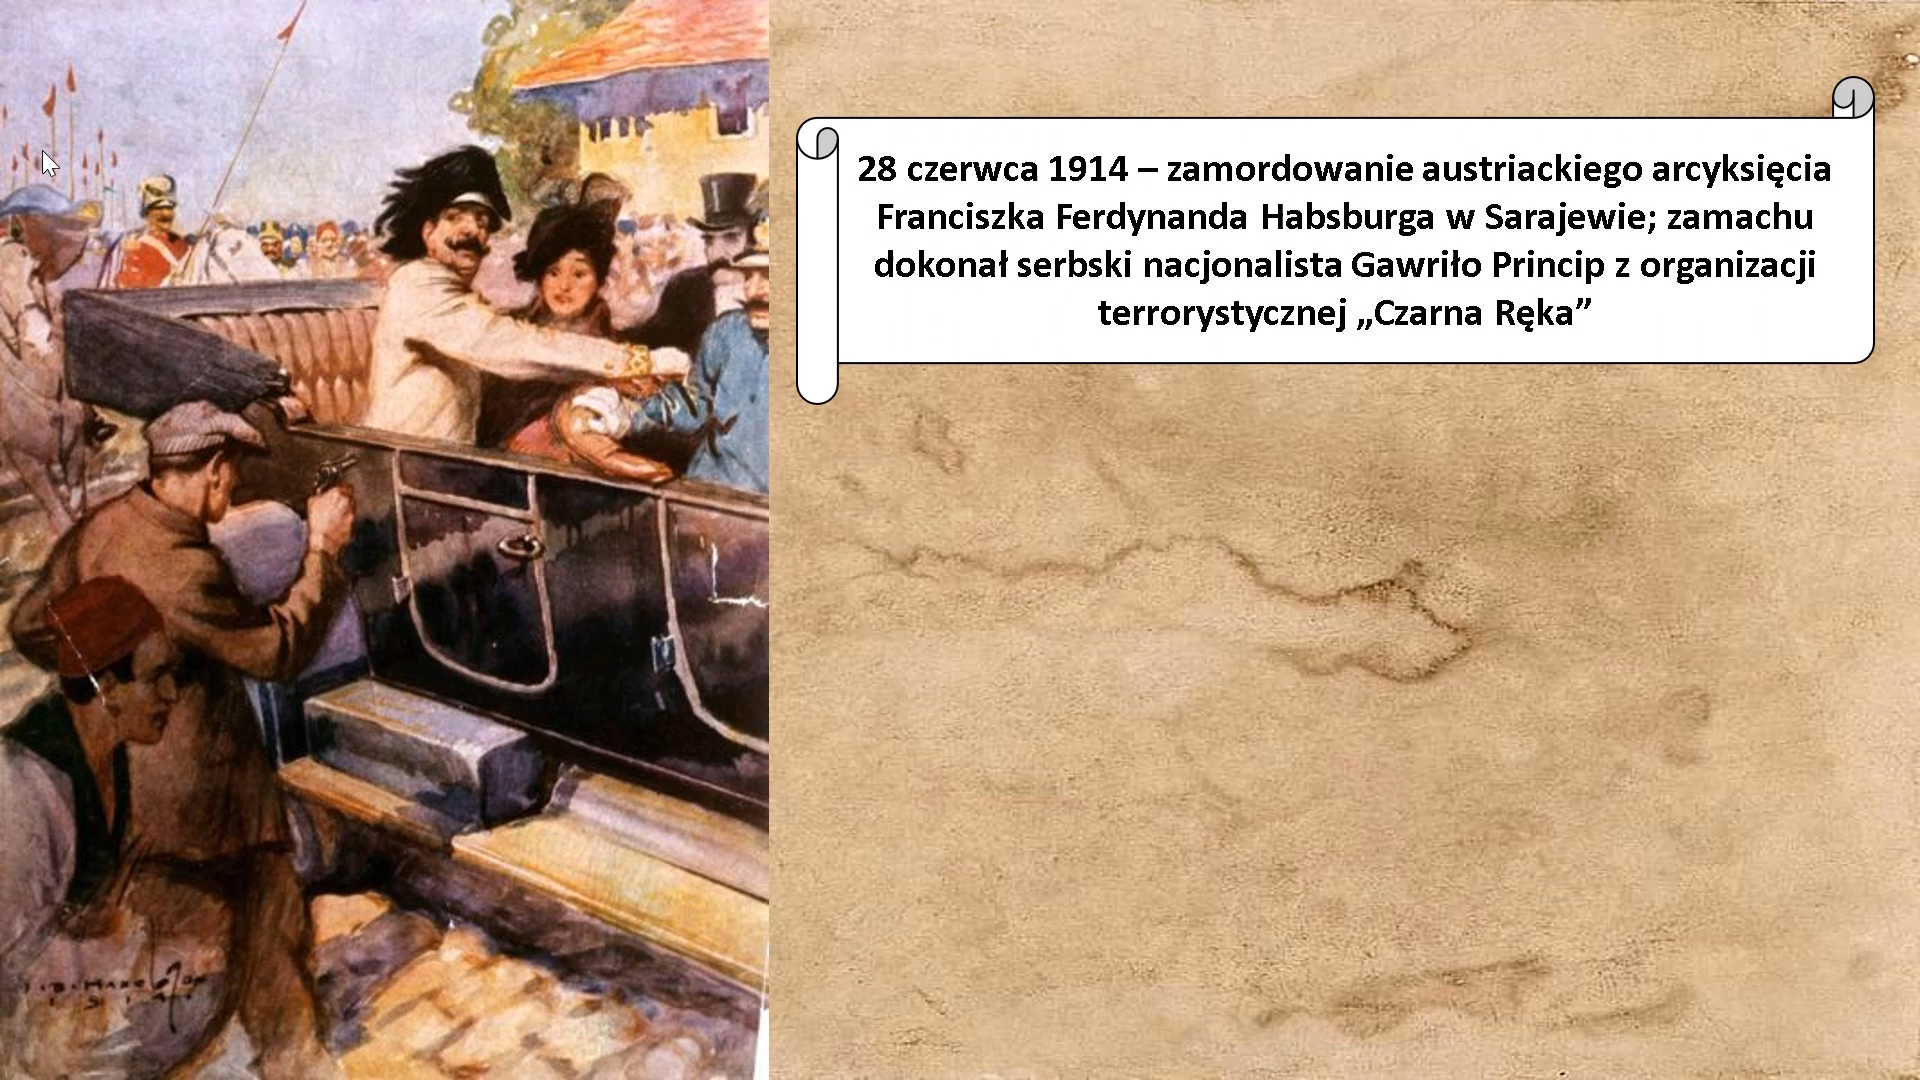 28 czerwca 1914 – zamordowanie austriackiego arcyksięcia
Franciszka Ferdynanda Habsburga w Sarajewie; zamachu
dokonał serbski nacjonalista Gawriło Princip z organizacji
terrorystycznej „Czarna Ręka”